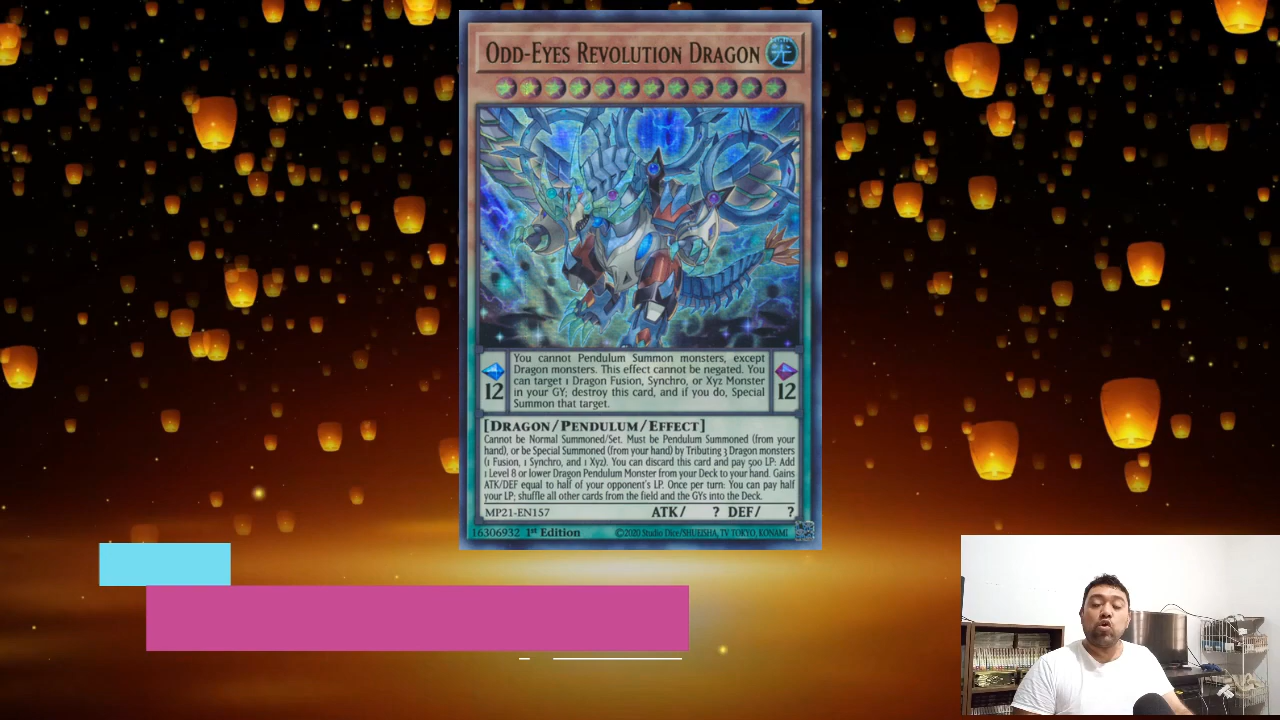 ODD-EYES REVOLUTION DRAGON
光
You cannot Pendulum Summon monsters, except
Dragon monsters. This effect cannot be negated. You
can target 1 Dragon Fusion, Synchro, or Xyz Monster
in your GY; destroy this card, and if you do, Special
Summon that target.
12
12
[DRAGON/PENDULUM/EFFECT]
Cannot be Normal Summoned/Set. Must be Pendulum Summoned (from your
hand), or be Special Summoned (from your hand) by Tributing 3 Dragon monsters
(1 Fusion, 1 Synchro, and 1 Xyz). You can discard this card and pay 500 LP: Add
1 Level 8 or lower Dragon Pendulum Monster from your Deck to your hand. Gains
ATK/DEF equal to half of your opponent's LP. Once per turn: You can pay half
your LP; shuffle all other cards from the field and the GYs into the Deck.
MP21-EN157 ATK/ ? DEF/ ?
16306932 1st Edition ©2020 Studio Dice/SHUEISHA, TV TOKYO, KONAMI